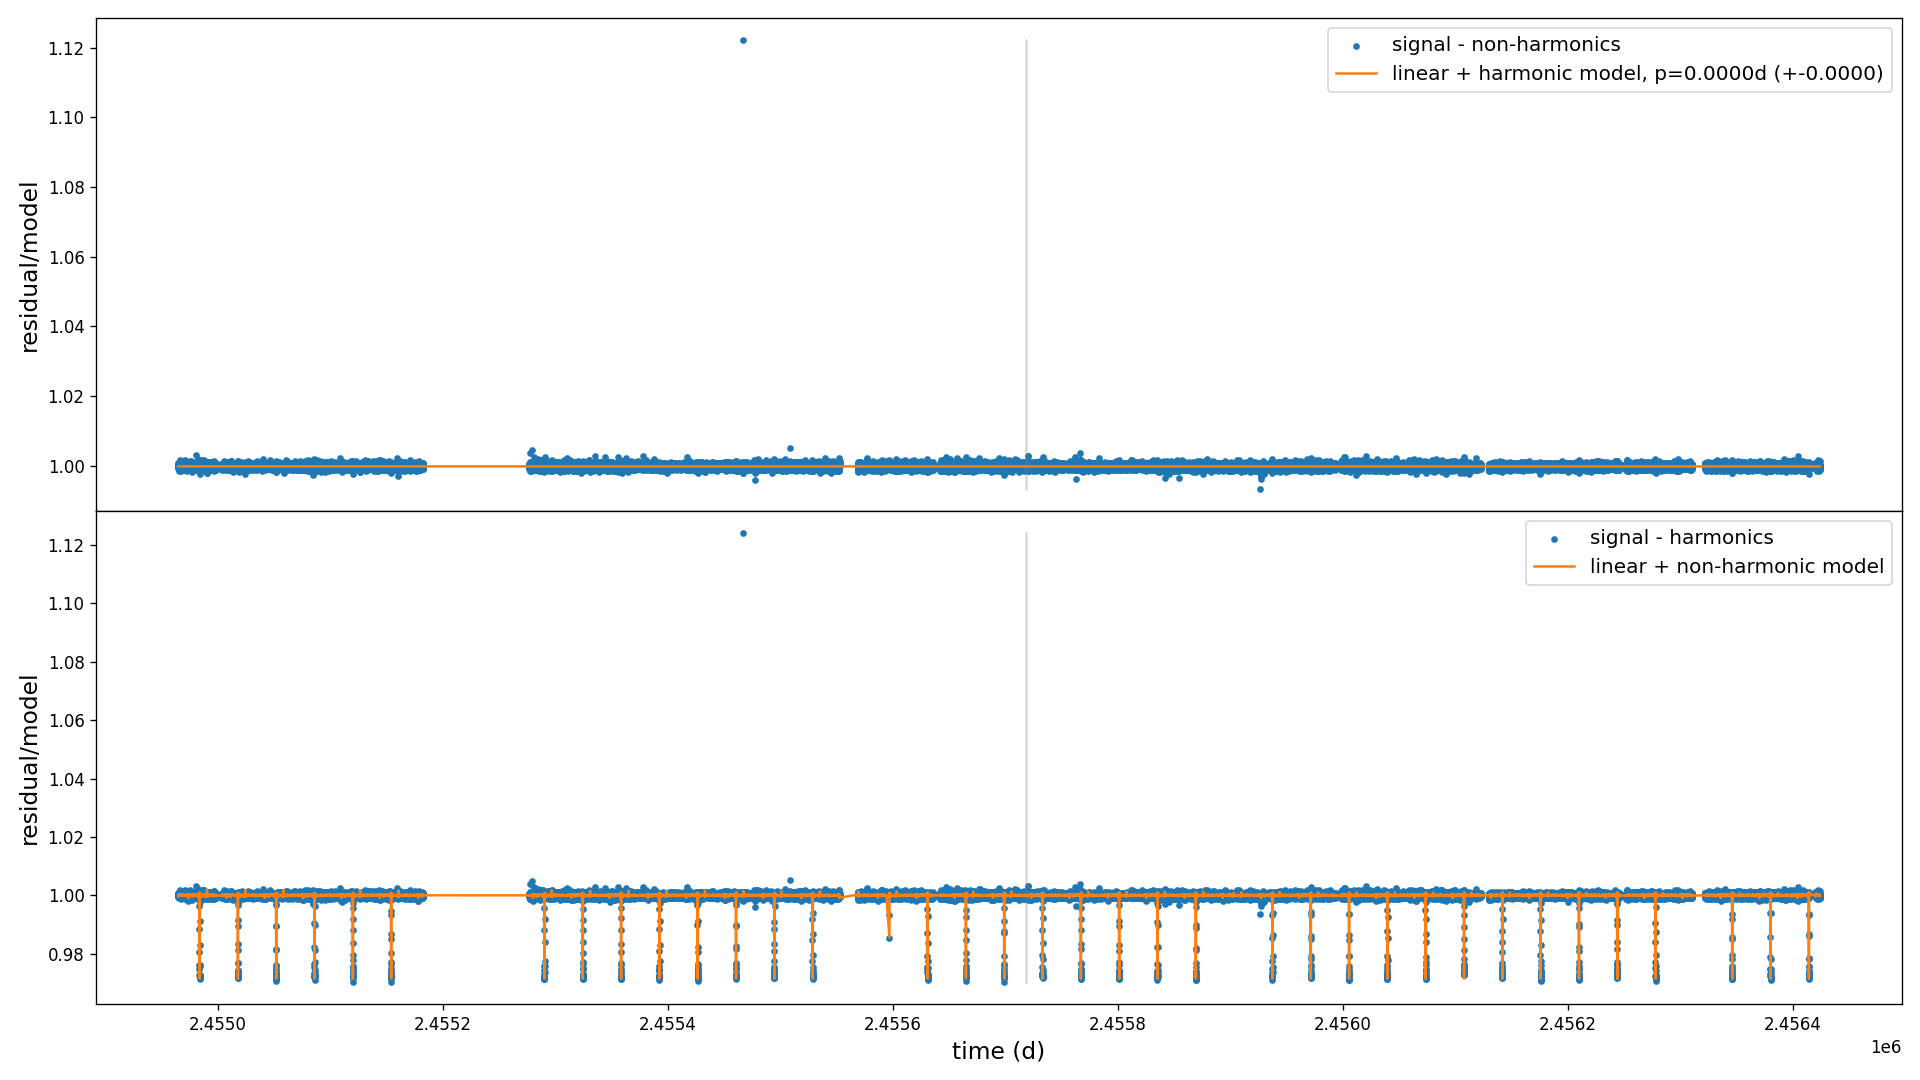 1.12
1.10
1.08
1.06
1.04
1.02
1.00
residual/model
signal - non-harmonics
linear + harmonic model, p=0.0000d (+-0.0000)
1.12
1.10
1.08
1.06
1.04
1.02
1.00
0.98
residual/model
signal - harmonics
linear + non-harmonic model
2.4550 2.4552 2.4554 2.4556 2.4558 2.4560 2.4562 2.4564
1e6
time (d)